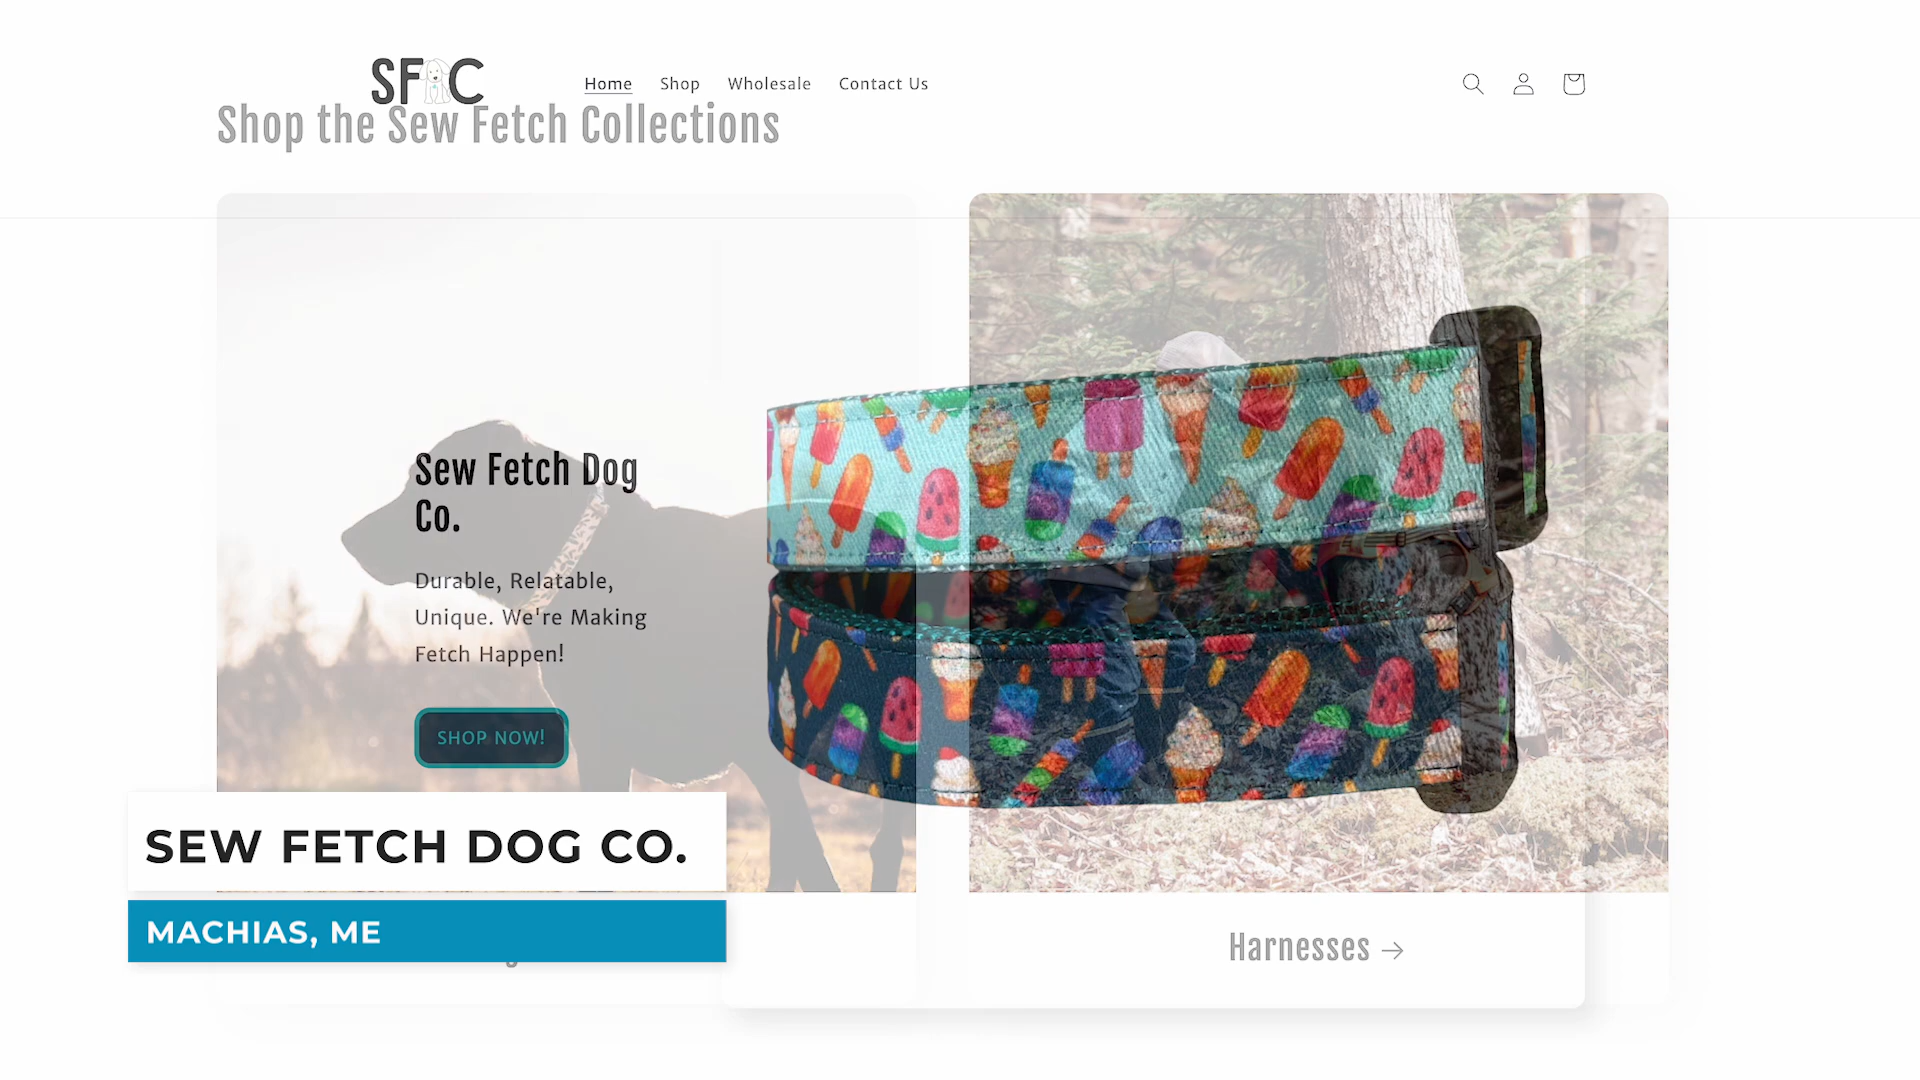 SF C
Home Shop Wholesale Contact Us
Shop the Sew Fetch Collections
Sew Fetch Dog
Co.
Durable, Relatable,
Unique. We're Making
Fetch Happen!
SHOP NOW!
SEW FETCH DOG CO.
MACHIAS, ME
Harnesses →